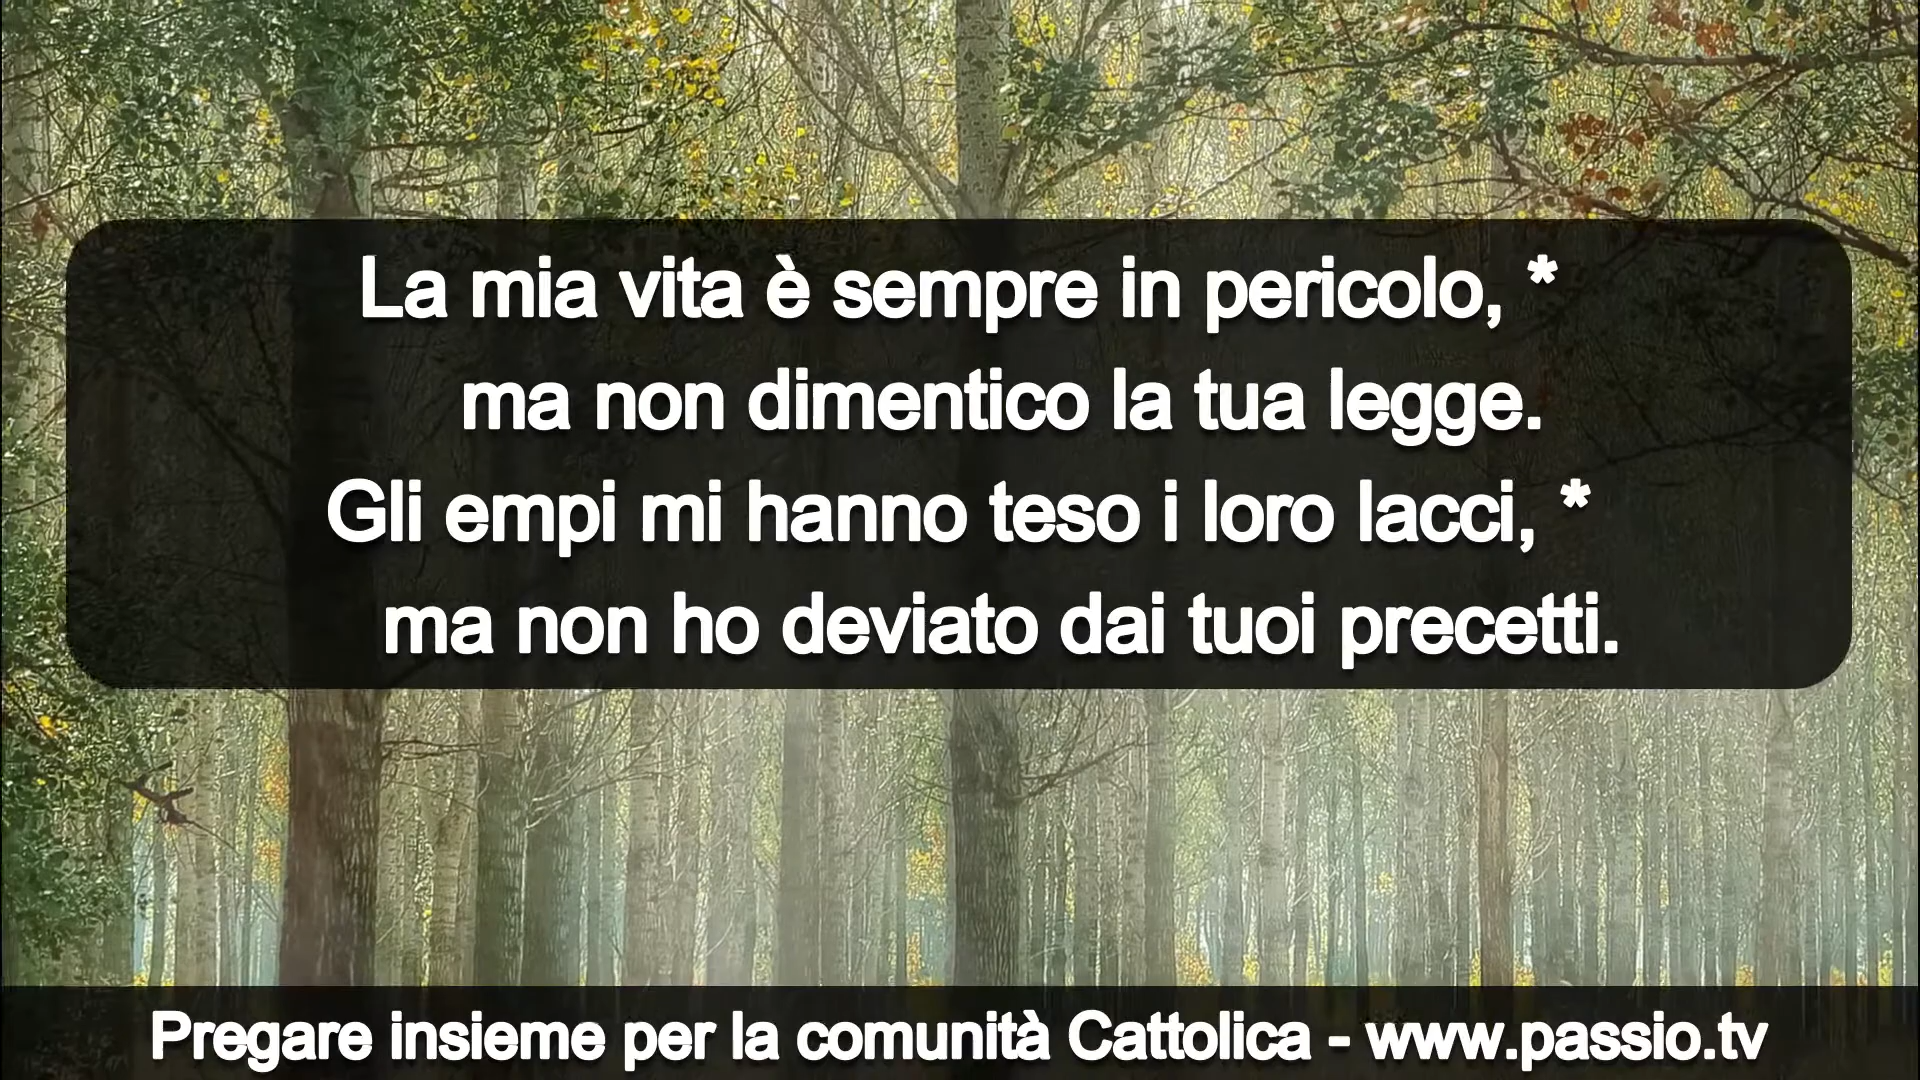 La mia vita è sempre in pericolo, *
ma non dimentico la tua legge.
Gli empi mi hanno teso i loro lacci, *
ma non ho deviato dai tuoi precetti.
Pregare insieme per la comunità Cattolica - www.passio.tv